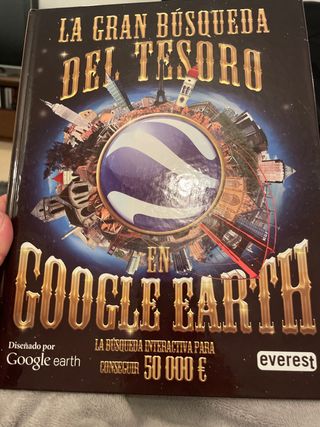 LA GRAN BÚSQUEDA
DEL TESORO
EN
GOOGLE EARTH
Diseñado por
Google earth
LA BÚSQUEDA INTERACTIVA PARA
CONSEGUIR 50 000 €
everest